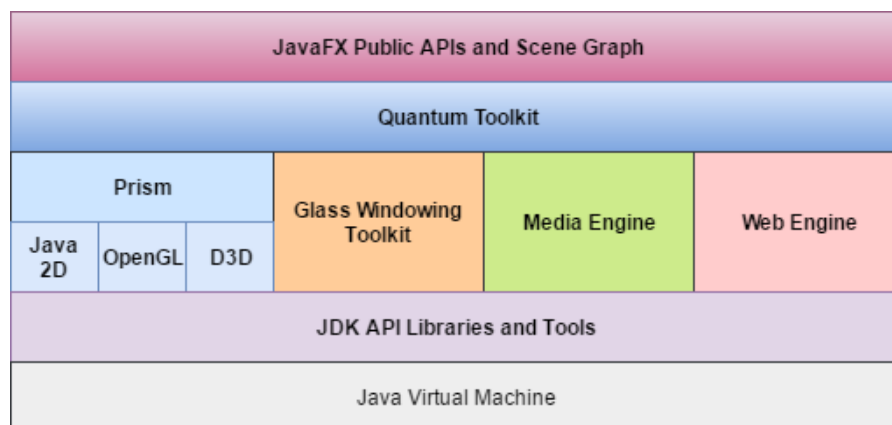 JavaFX Public APIs and Scene Graph
Quantum Toolkit
Prism
Glass Windowing
Toolkit
Media Engine
Web Engine
Java
2D
OpenGL
D3D
JDK API Libraries and Tools
Java Virtual Machine